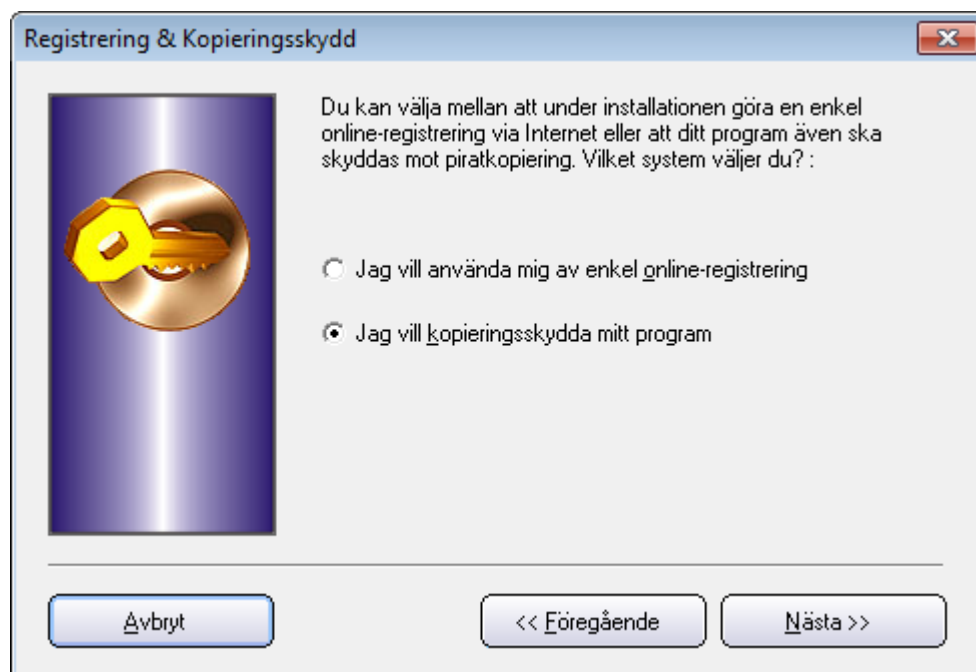 Registrering & Kopieringsskydd
Du kan välja mellan att under installationen göra en enkel
online-registrering via Internet eller att ditt program även ska
skyddas mot piratkopiering. Vilket system väljer du? :
Jag vill använda mig av enkel online-registrering
Jag vill kopieringsskydda mitt program
Avbryt
<< Föregående
Nästa >>